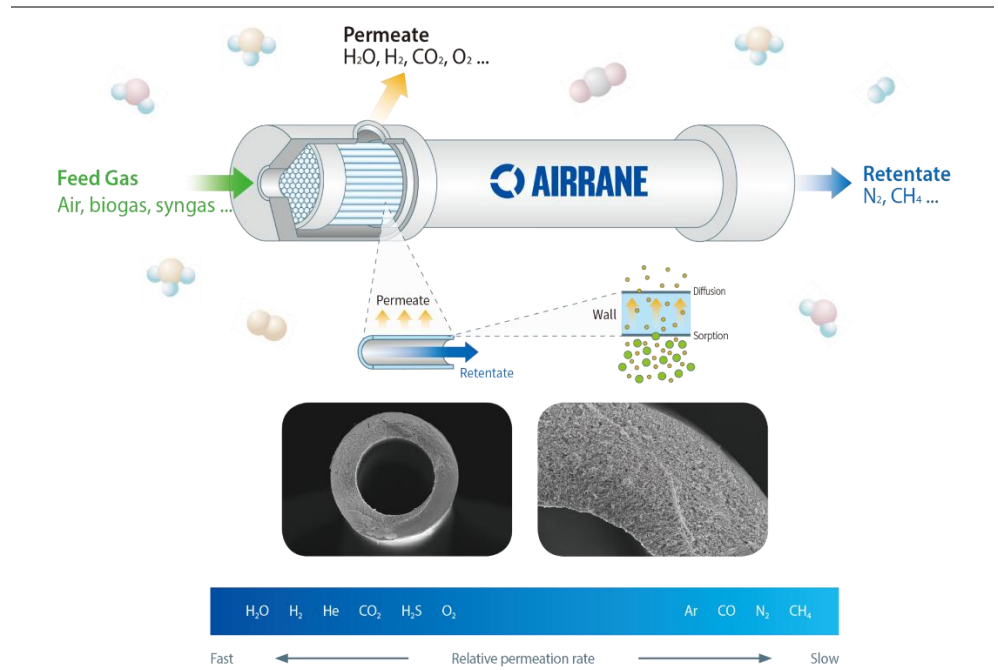 Permeate
H₂O, H₂, CO₂, O₂ ...
Feed Gas
Air, biogas, syngas ...
AIRRANE
Retentate
N₂, CH₄ ...
Permeate
Retentate
Wall
Diffusion
Sorption
H₂O H₂ He CO₂ H₂S O₂ Ar CO N₂ CH₄
Fast Relative permeation rate Slow